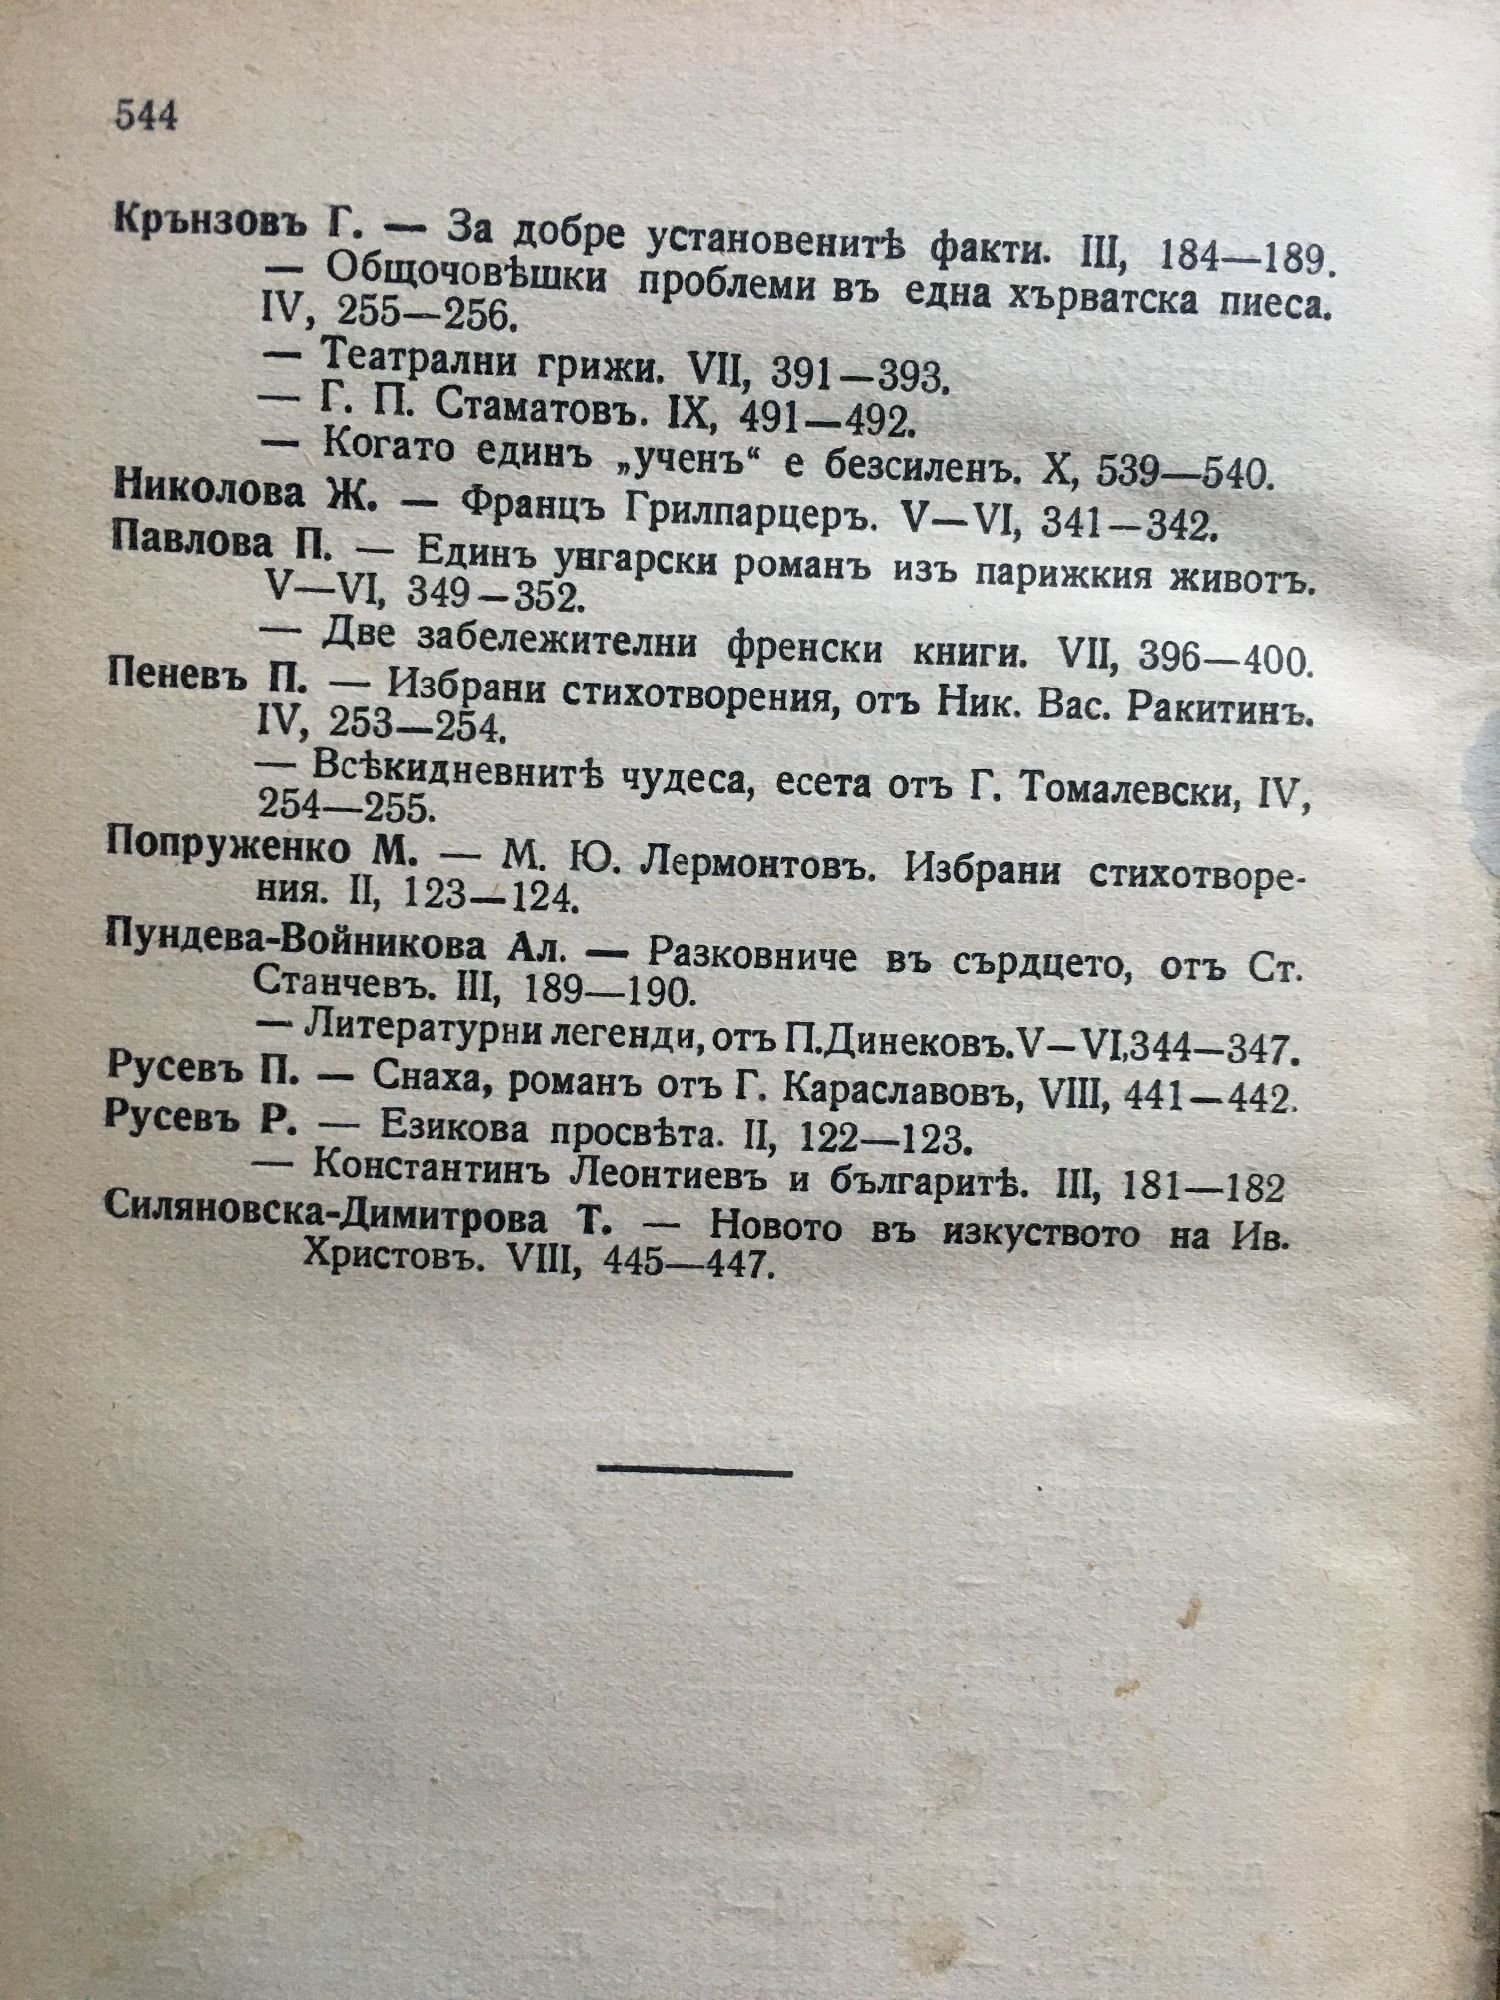 544
Крънзовъ Г. — За добре установенитѣ факти. III, 184—189.
— Общочовѣшки проблеми въ една хърватска пиеса.
IV, 255—256.
— Театрални грижи. VII, 391—393.
— Г. П. Стаматовъ. IX, 491—492.
— Когато единъ „ученъ“ е безсиленъ. X, 539—540.
Николова Ж. — Францъ Грилпарцеръ. V—VI, 341—342.
Павлова П. — Единъ унгарски романъ изъ парижкия животъ.
V—VI, 349—352.
— Две забележителни френски книги. VII, 396—400.
Пеневъ П. — Избрани стихотворения, отъ Ник. Вас. Ракитинъ.
IV, 253—254.
— Всѣкидневнитѣ чудеса, есета отъ Г. Томалевски, IV,
254—255.
Попруженко М. — М. Ю. Лермонтовъ. Избрани стихотворе-
ния. II, 123—124.
Пундева-Войникова Ал. — Разковниче въ сърдцето, отъ Ст.
Станчевъ. III, 189—190.
— Литературни легенди, отъ П.Динековъ.V—VI,344—347.
Русевъ П. — Снаха, романъ отъ Г. Караславовъ, VIII, 441—442.
Русевъ Р. — Езикова просвѣта. II, 122—123.
— Константинъ Леонтиевъ и българитѣ. III, 181—182
Силяновска-Димитрова Т. — Новото въ изкуството на Ив.
Христовъ. VIII, 445—447.